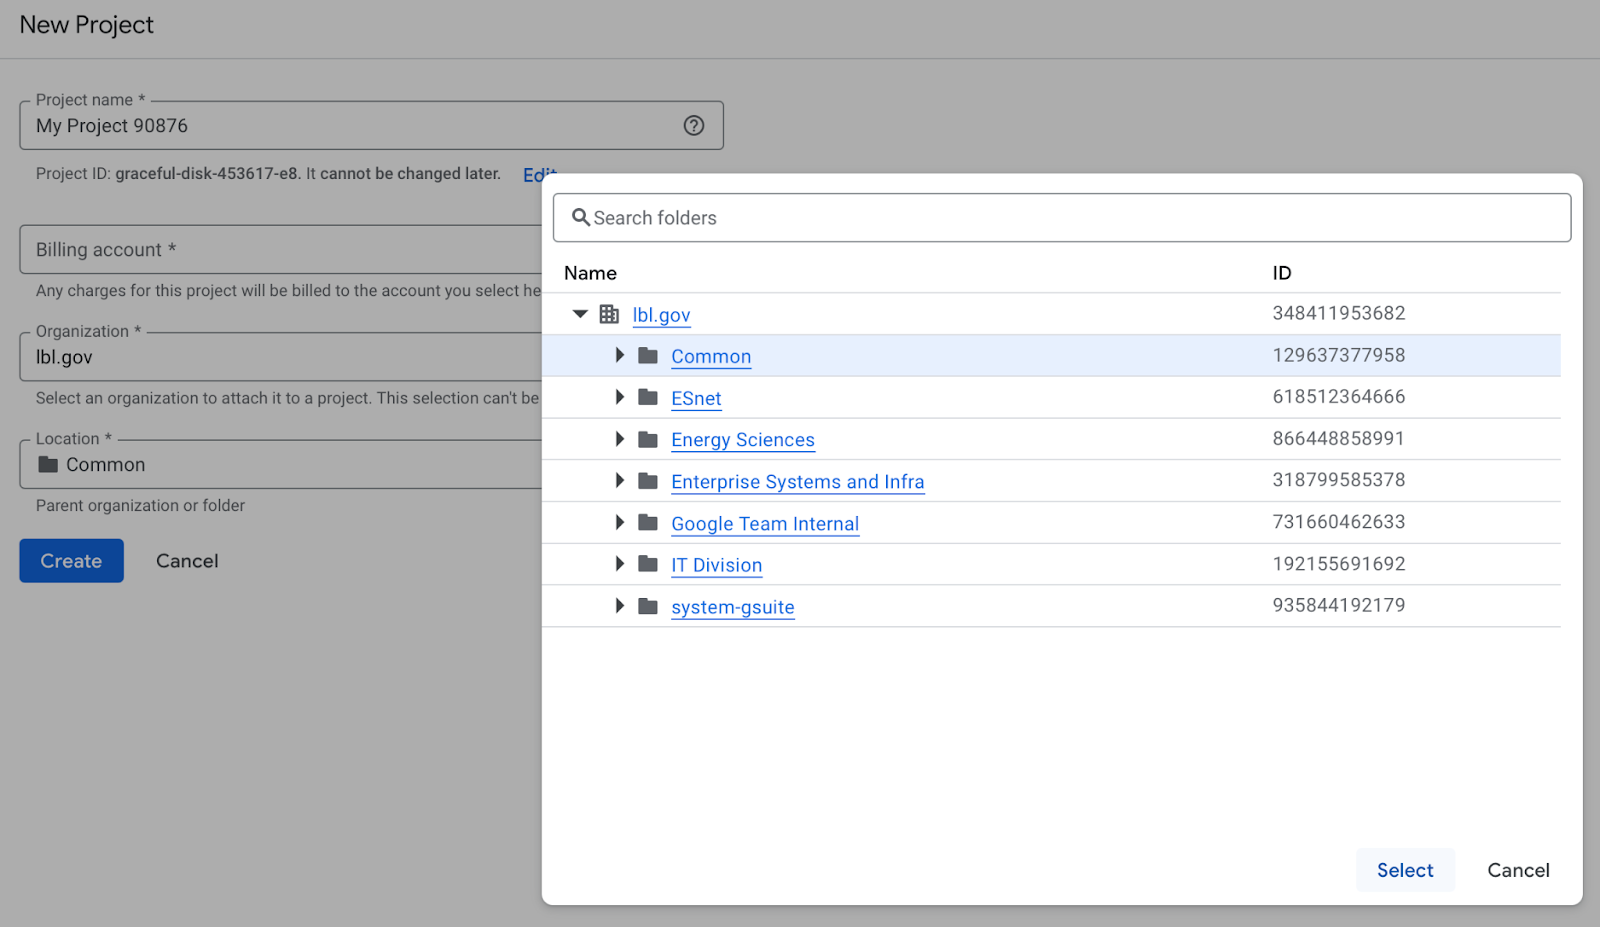 New Project
Project name *
My Project 90876
Project ID: graceful-disk-453617-e8. It cannot be changed later. Edit
Billing account *
Any charges for this project will be billed to the account you select he
Organization *
lbl.gov
Select an organization to attach it to a project. This selection can't be
Location *
Common
Parent organization or folder
Create Cancel
Search folders
Name ID
lbl.gov 348411953682
Common 129637377958
ESnet 618512364666
Energy Sciences 866448858991
Enterprise Systems and Infra 318799585378
Google Team Internal 731660462633
IT Division 192155691692
system-gsuite 935844192179
Select Cancel